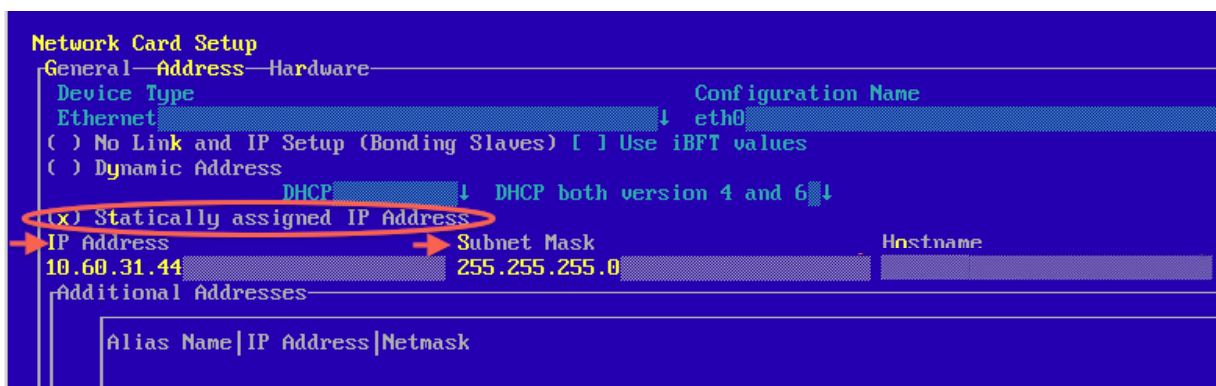 Network Card Setup
General Address Hardware
Device Type Configuration Name
Ethernet ↓ eth0
( ) No Link and IP Setup (Bonding Slaves) [ ] Use iBFT values
( ) Dynamic Address
DHCP ↓ DHCP both version 4 and 6 ↓
(x) Statically assigned IP Address
IP Address Subnet Mask Hostname
10.60.31.44 255.255.255.0
Additional Addresses
Alias Name|IP Address|Netmask